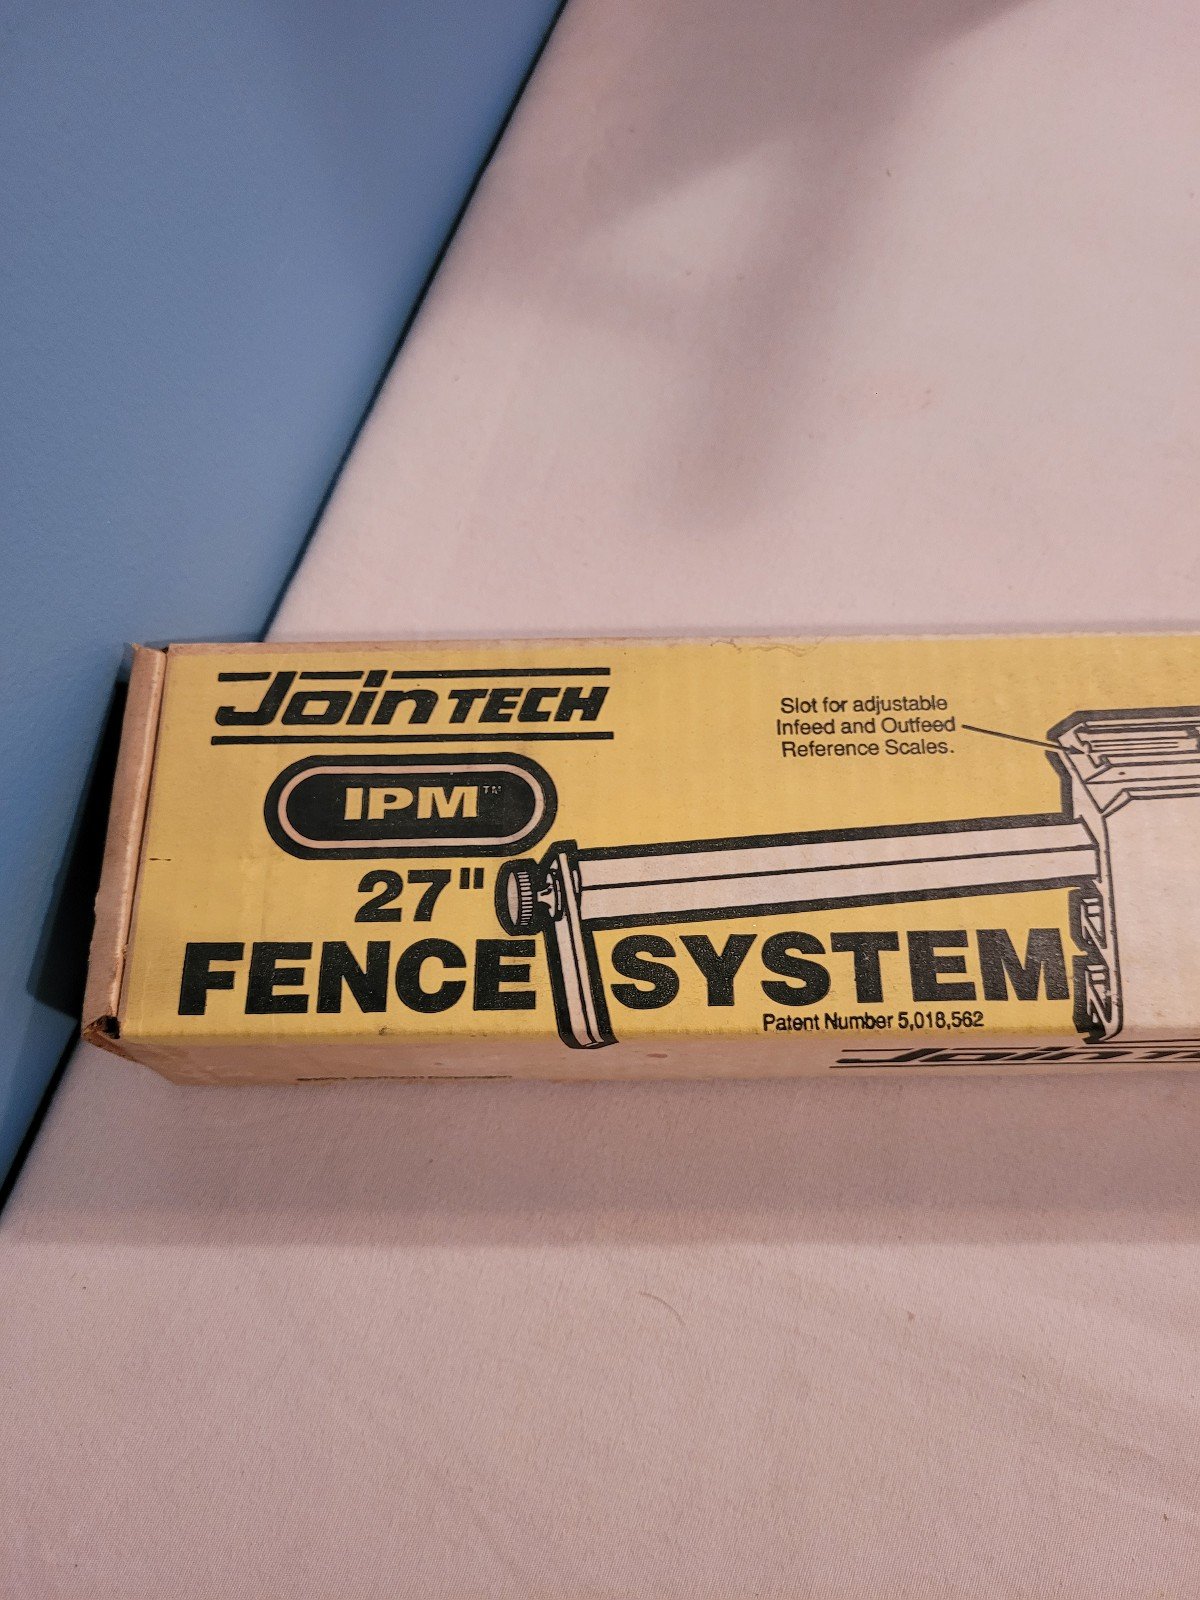 JoinTECH
IPM™
27"
FENCE SYSTEM
Slot for adjustable
Infeed and Outfeed
Reference Scales.
Patent Number 5,018,562